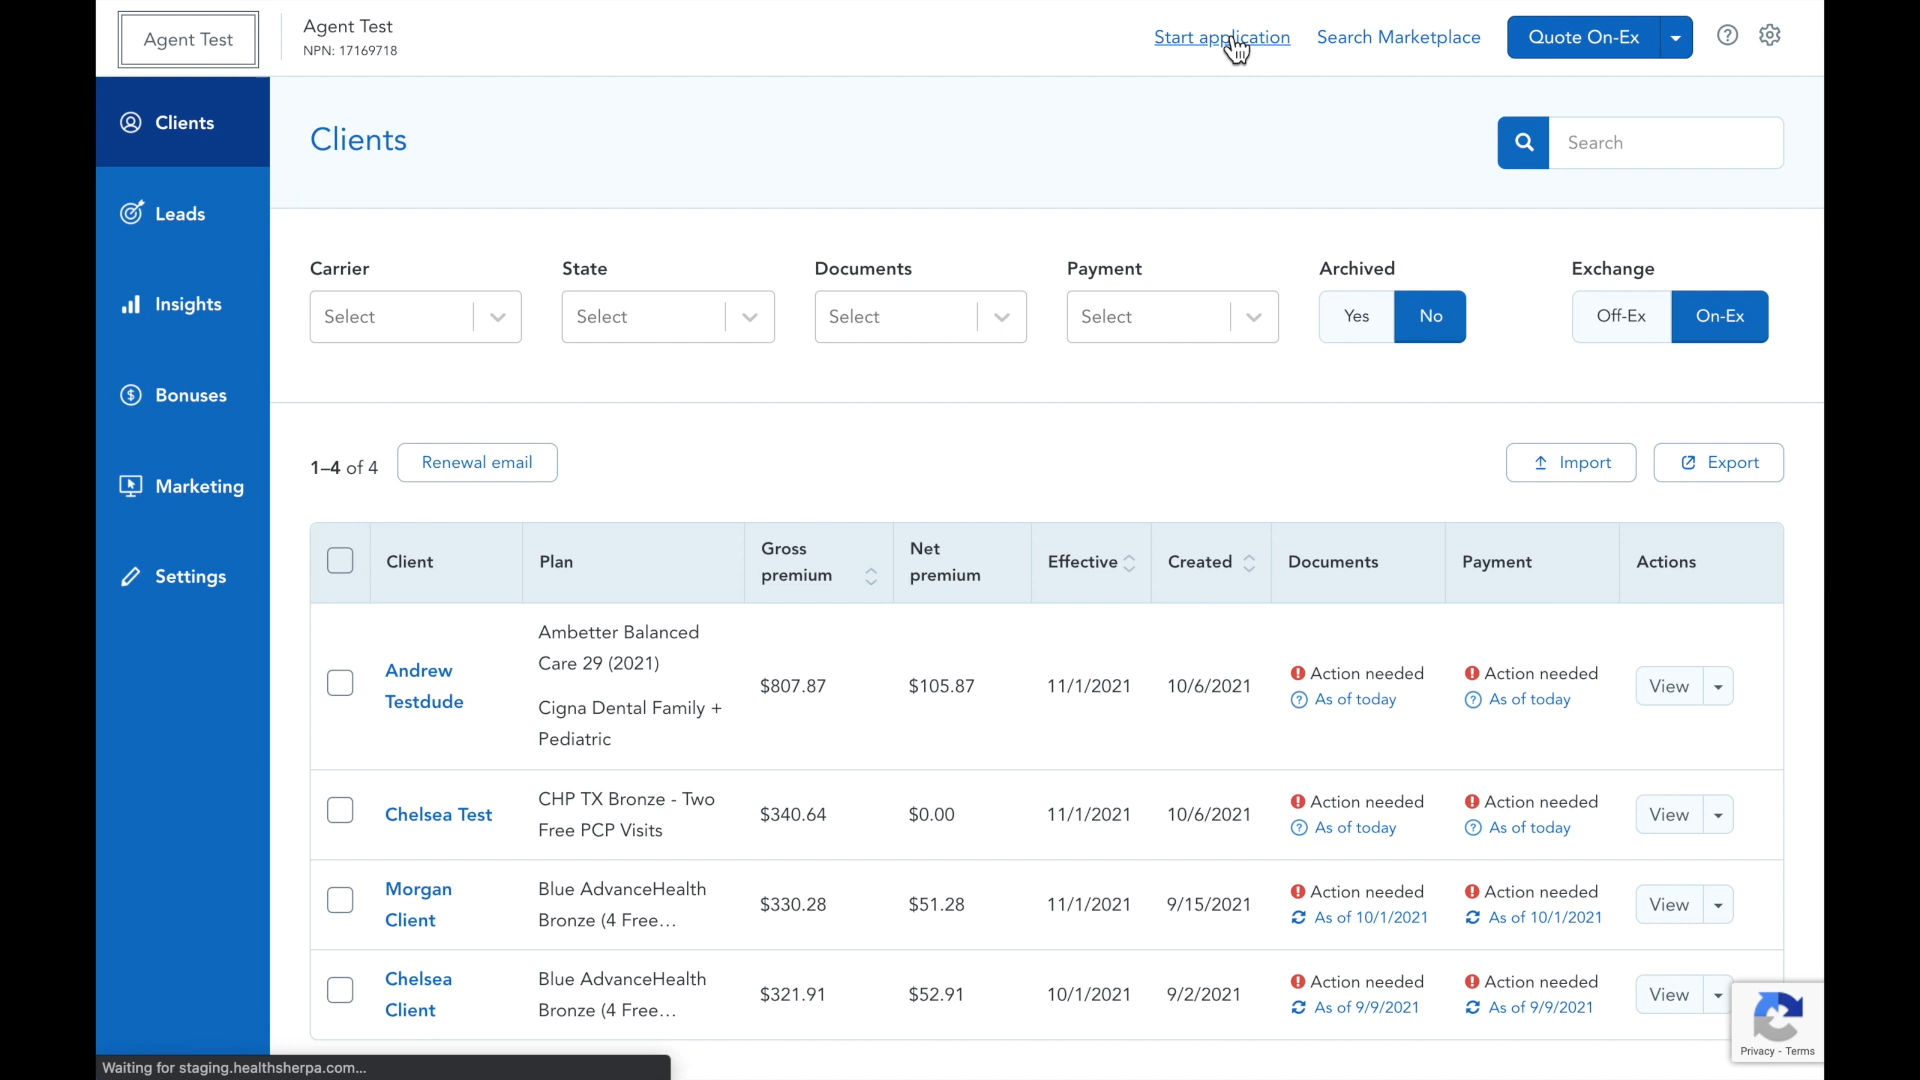 Agent Test
Agent Test
NPN: 17169718
Start application
Search Marketplace
Quote On-Ex
Clients
Leads
Insights
Bonuses
Marketing
Settings
Clients
Search
Carrier
State
Documents
Payment
Archived
Exchange
Select
Select
Select
Select
Yes
No
Off-Ex
On-Ex
1–4 of 4
Renewal email
Import
Export
Client
Plan
Gross
premium
Net
premium
Effective
Created
Documents
Payment
Actions
Andrew
Testdude
Ambetter Balanced
Care 29 (2021)
Cigna Dental Family +
Pediatric
$807.87
$105.87
11/1/2021
10/6/2021
Action needed
As of today
Action needed
As of today
View
Chelsea Test
CHP TX Bronze - Two
Free PCP Visits
$340.64
$0.00
11/1/2021
10/6/2021
Action needed
As of today
Action needed
As of today
View
Morgan
Client
Blue AdvanceHealth
Bronze (4 Free...
$330.28
$51.28
11/1/2021
9/15/2021
Action needed
As of 10/1/2021
Action needed
As of 10/1/2021
View
Chelsea
Client
Blue AdvanceHealth
Bronze (4 Free...
$321.91
$52.91
10/1/2021
9/2/2021
Action needed
As of 9/9/2021
Action needed
As of 9/9/2021
View
Privacy - Terms
Waiting for staging.healthsherpa.com...